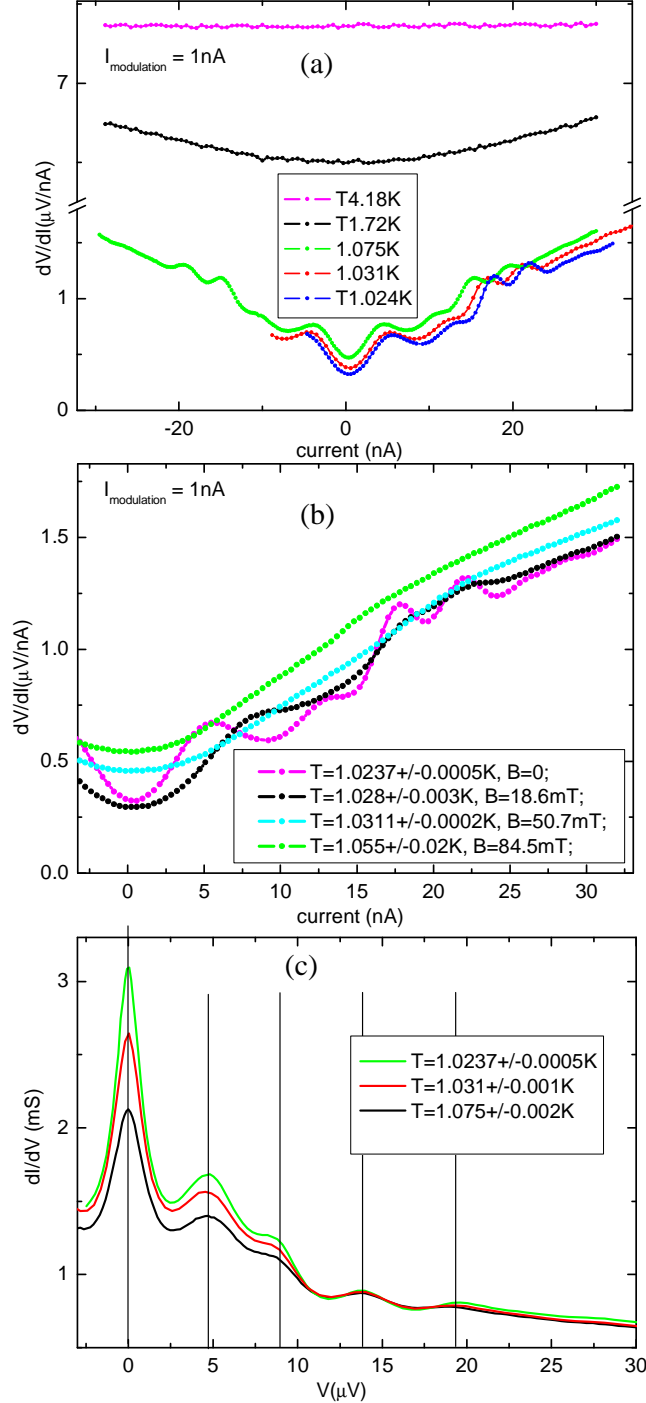 I_modulation = 1nA
(a)
7
T4.18K
T1.72K
1.075K
1.031K
T1.024K
dV/dI(μV/nA)
1
0
-20
0
20
current (nA)
I_modulation = 1nA
(b)
1.5
1.0
0.5
0.0
dV/dI(μV/nA)
T=1.0237+/-0.0005K, B=0;
T=1.028+/-0.003K, B=18.6mT;
T=1.0311+/-0.0002K, B=50.7mT;
T=1.055+/-0.02K, B=84.5mT;
0
5
10
15
20
25
30
current (nA)
(c)
3
2
1
dI/dV (mS)
T=1.0237+/-0.0005K
T=1.031+/-0.001K
T=1.075+/-0.002K
0
5
10
15
20
25
30
V(μV)